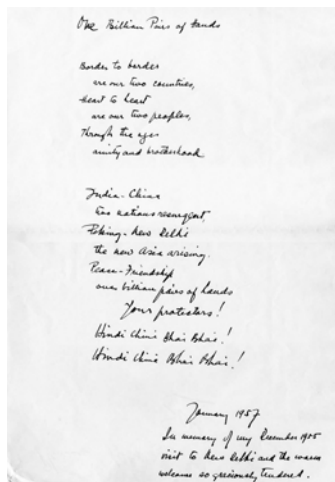 One Billion Pairs of Hands
Border to border
are our two countries,
Heart to heart
are our two peoples,
Through the ages
amity and brotherhood
India - China
two nations resurgent,
Peking - New Delhi
the new Asia arising.
Peace - Friendship
our billion pairs of hands
Your protectors!
Hindi Chini Bhai Bhai!
Hindi Chini Bhai Bhai!
January 1957
In memory of my December 1955
visit to New Delhi and the warm
welcome so graciously tendered.